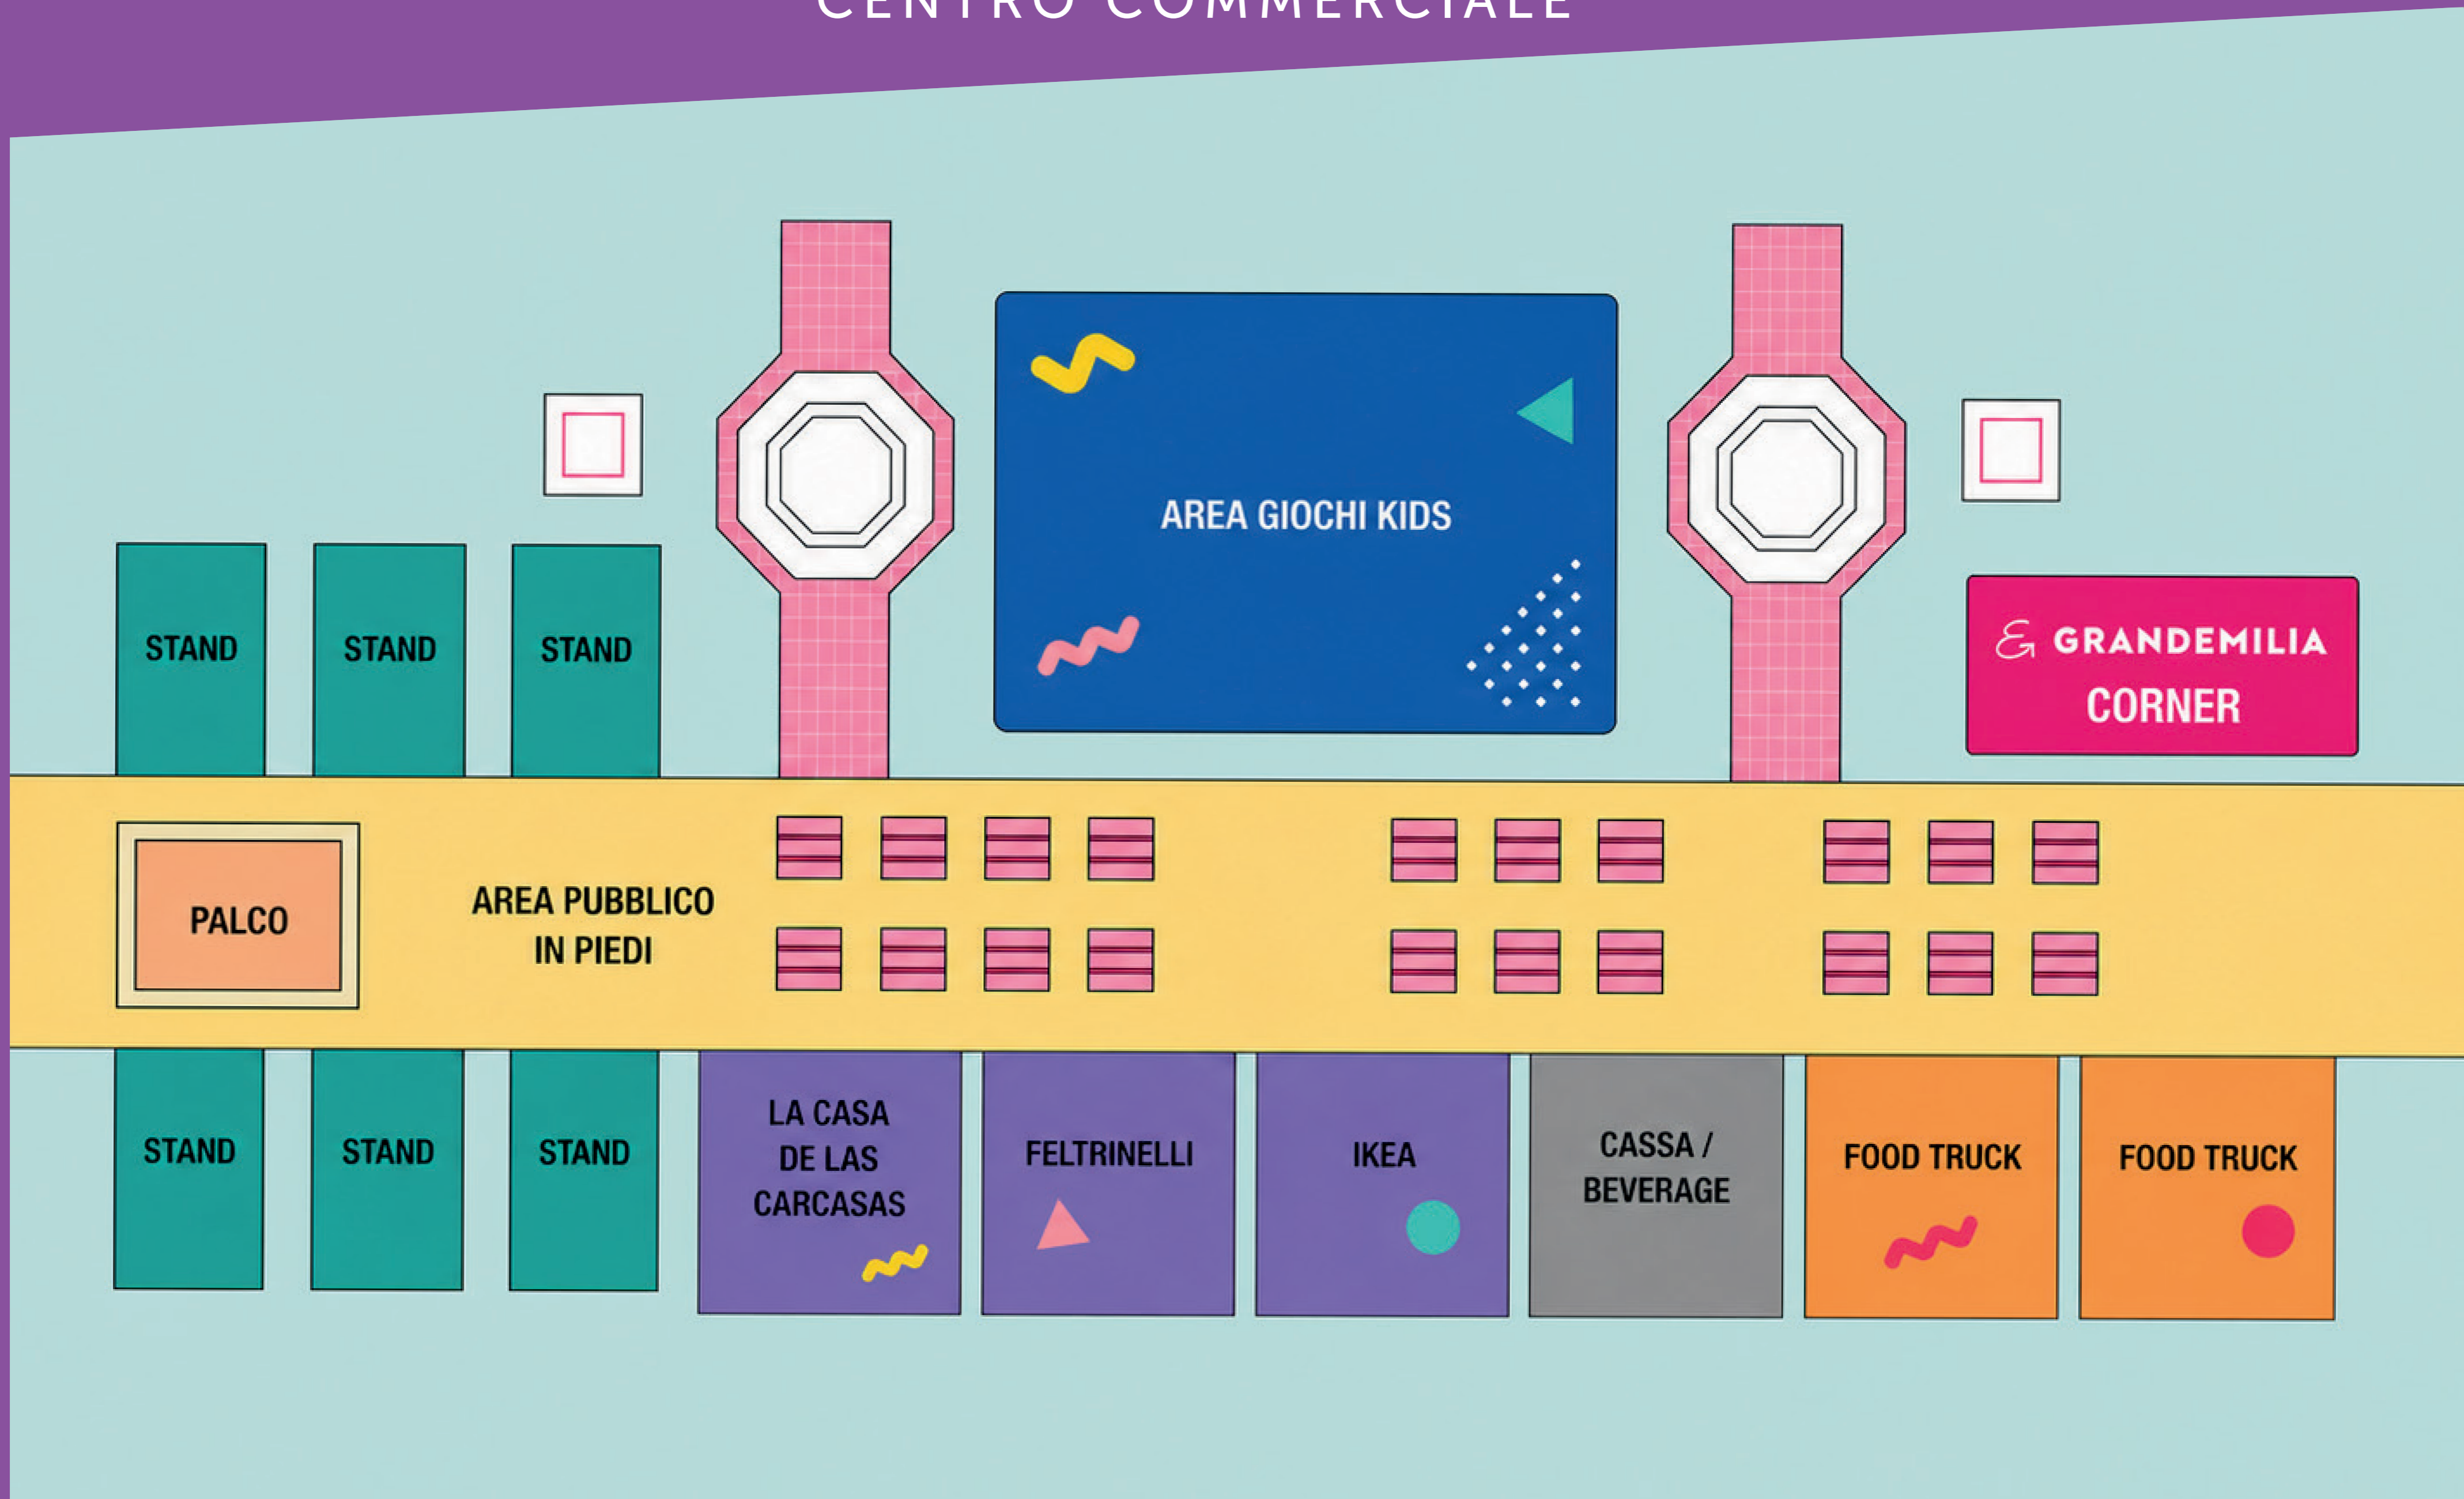 CENTRO COMMERCIALE
AREA GIOCHI KIDS
STAND
STAND
STAND
GRANDEMILIA
CORNER
PALCO
AREA PUBBLICO
IN PIEDI
STAND
STAND
STAND
LA CASA
DE LAS
CARCASAS
FELTRINELLI
IKEA
CASSA /
BEVERAGE
FOOD TRUCK
FOOD TRUCK